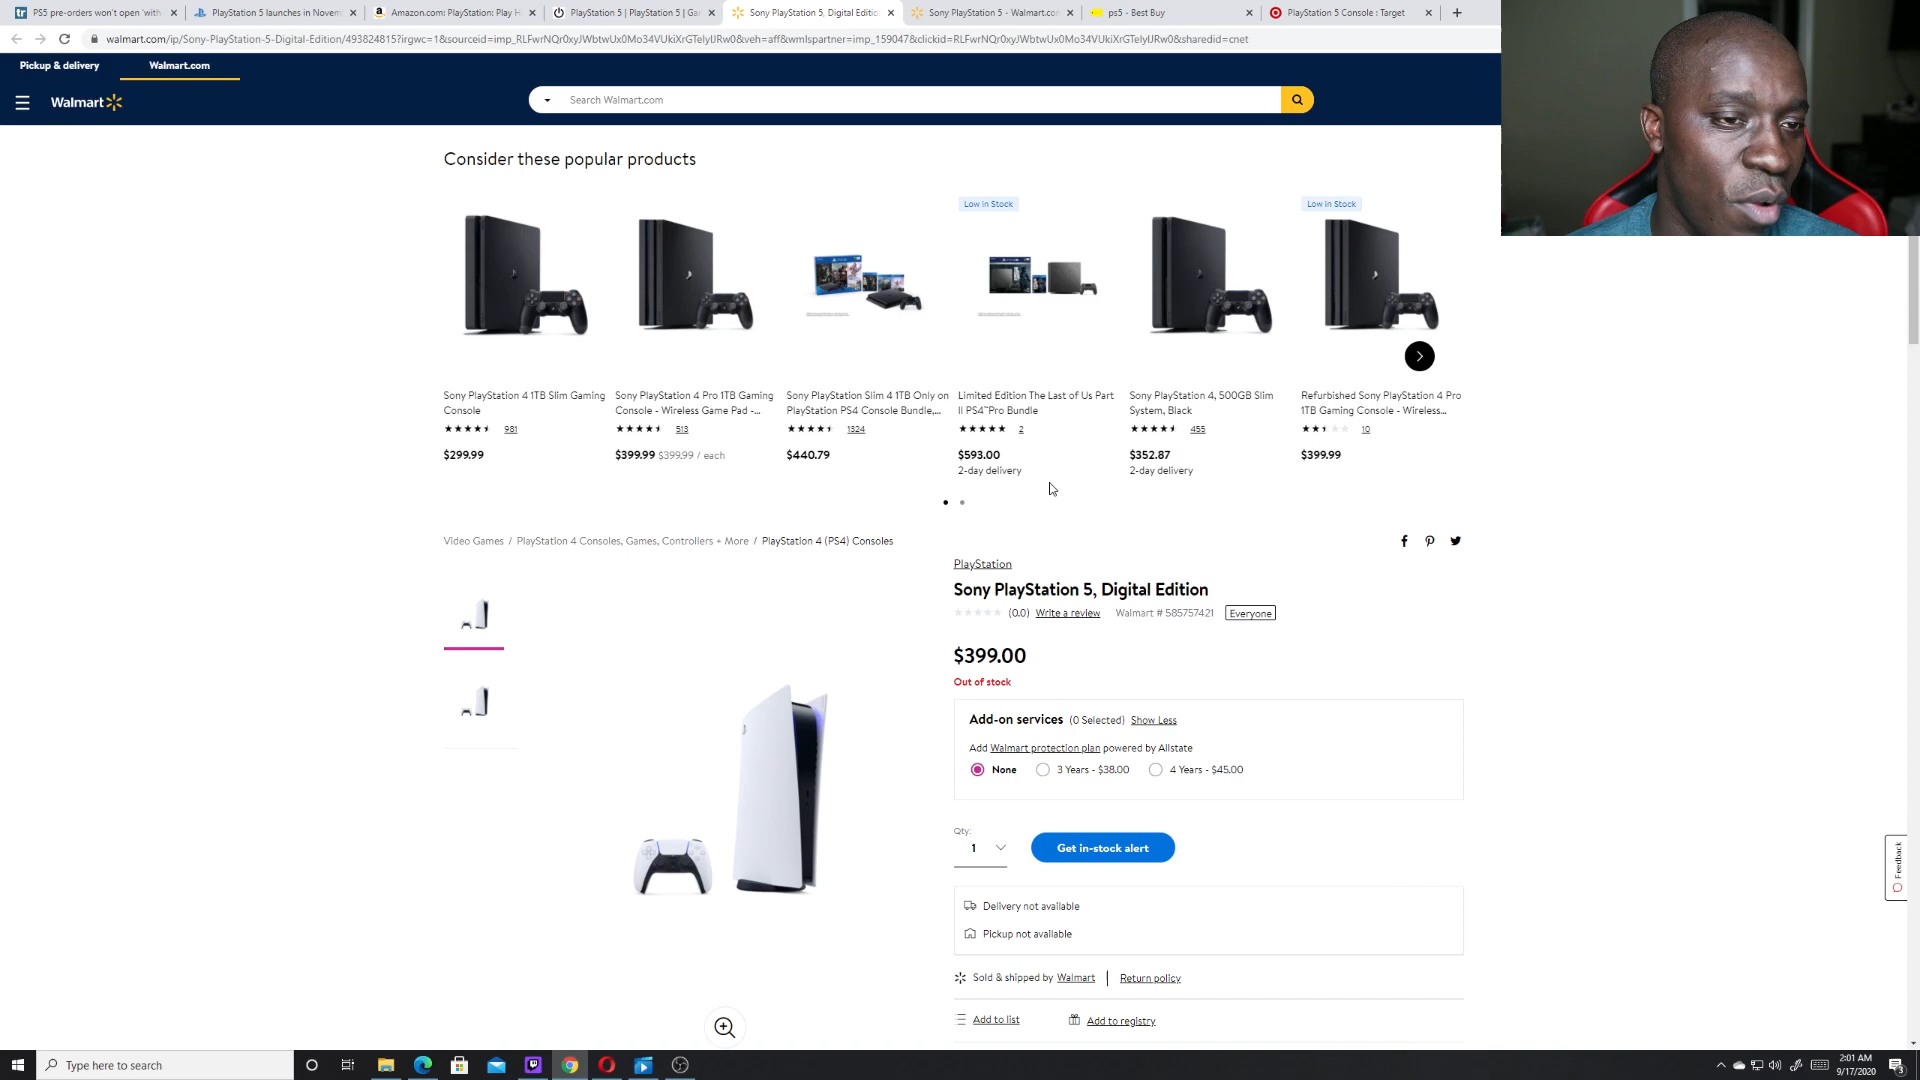 PS5 pre-orders won't open 'with
PlayStation 5 launches in Novem
Amazon.com: PlayStation: Play H
PlayStation 5 | PlayStation 5 | Ga
Sony PlayStation 5, Digital Editio
Sony PlayStation 5 - Walmart.co
ps5 - Best Buy
PlayStation 5 Console : Target
walmart.com/ip/Sony-PlayStation-5-Digital-Edition/493824815?irgwc=1&sourceid=imp_RLFwrNQr0xyJWbtwUx0Mo34VUkiXrGTelyIJRw0&veh=aff&wmlspartner=imp_159047&clickid=RLFwrNQr0xyJWbtwUx0Mo34VUkiXrGTelyIJRw0&sharedid=cnet
Pickup & delivery
Walmart.com
Walmart
Search Walmart.com
Consider these popular products
Low in Stock
Low in Stock
Sony PlayStation 4 1TB Slim Gaming
Console
981
$299.99
Sony PlayStation 4 Pro 1TB Gaming
Console - Wireless Game Pad -...
513
$399.99 $399.99 / each
Sony PlayStation Slim 4 1TB Only on
PlayStation PS4 Console Bundle,...
1324
$440.79
Limited Edition The Last of Us Part
II PS4™Pro Bundle
2
$593.00
2-day delivery
Sony PlayStation 4, 500GB Slim
System, Black
455
$352.87
2-day delivery
Refurbished Sony PlayStation 4 Pro
1TB Gaming Console - Wireless...
10
$399.99
Video Games / PlayStation 4 Consoles, Games, Controllers + More / PlayStation 4 (PS4) Consoles
PlayStation
Sony PlayStation 5, Digital Edition
(0.0) Write a review Walmart # 585757421 Everyone
$399.00
Out of stock
Add-on services (0 Selected) Show Less
Add Walmart protection plan powered by Allstate
None 3 Years - $38.00 4 Years - $45.00
Qty:
1
Get in-stock alert
Delivery not available
Pickup not available
Sold & shipped by Walmart | Return policy
Add to list Add to registry
Feedback
Type here to search
2:01 AM
9/17/2020
3